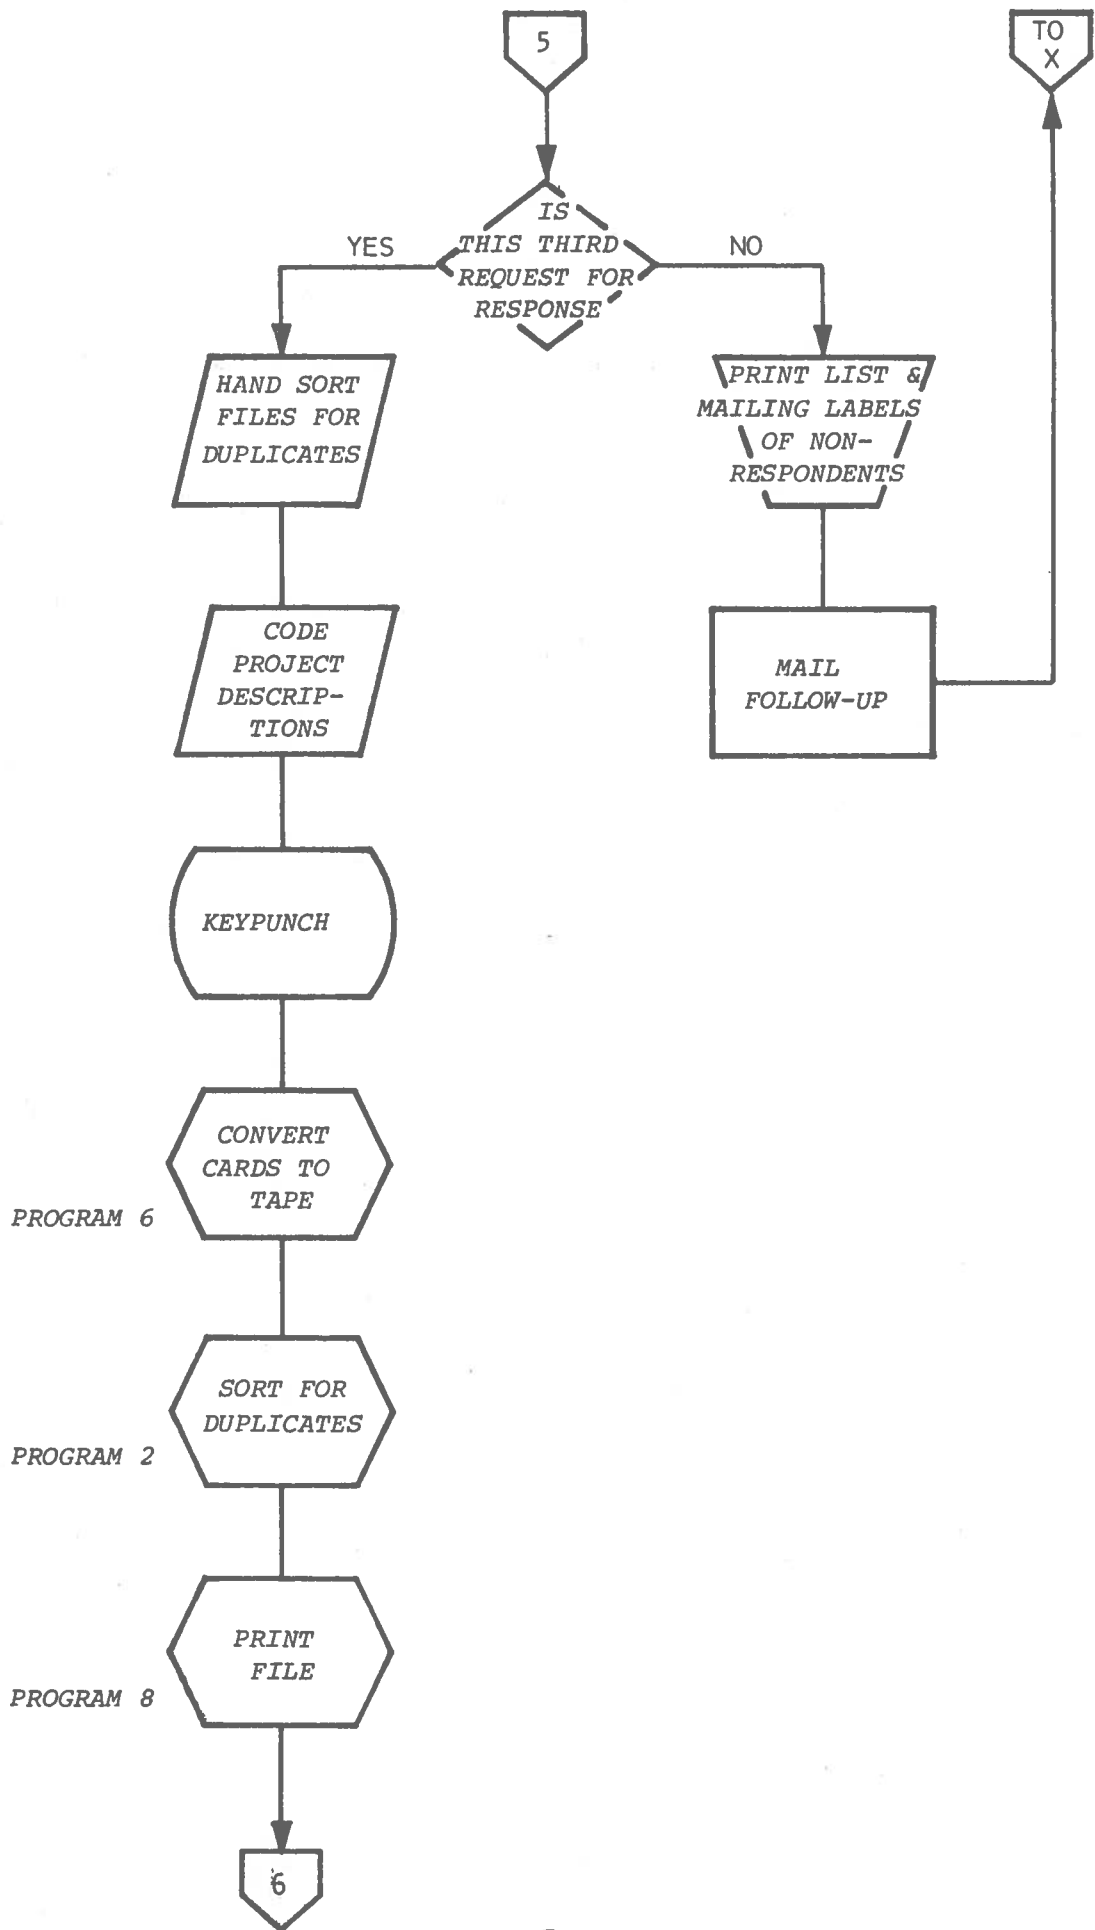 5
TO
X
IS
THIS THIRD
REQUEST FOR
RESPONSE
YES
NO
HAND SORT
FILES FOR
DUPLICATES
PRINT LIST &
MAILING LABELS
OF NON-
RESPONDENTS
CODE
PROJECT
DESCRIP-
TIONS
MAIL
FOLLOW-UP
KEYPUNCH
CONVERT
CARDS TO
TAPE
PROGRAM 6
SORT FOR
DUPLICATES
PROGRAM 2
PRINT
FILE
PROGRAM 8
6